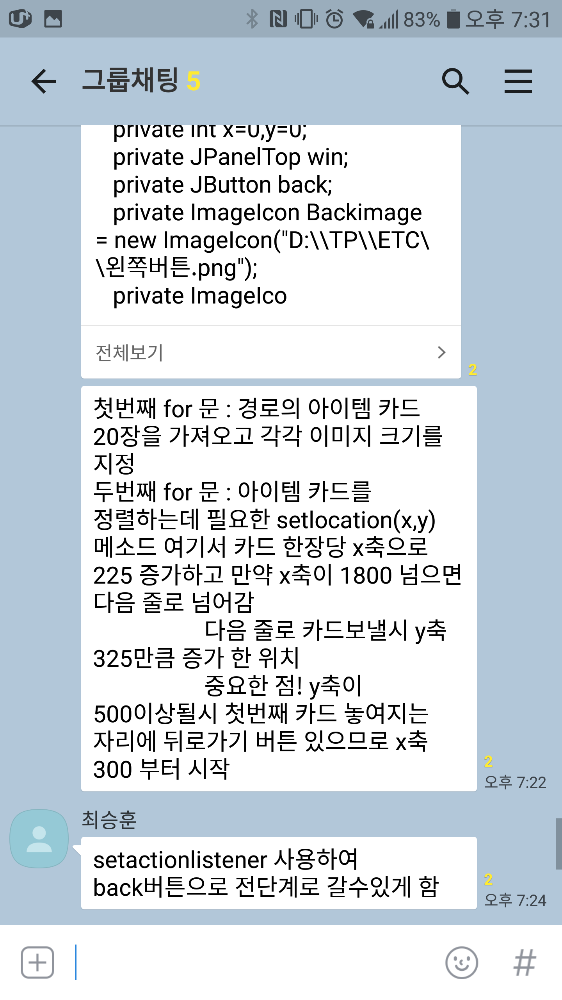 U+ 83% 오후 7:31
그룹채팅 5
private int x=0,y=0;
private JPanelTop win;
private JButton back;
private ImageIcon Backimage
= new ImageIcon("D:\\TP\\ETC\
\왼쪽버튼.png");
private ImageIco
전체보기
2
첫번째 for 문 : 경로의 아이템 카드
20장을 가져오고 각각 이미지 크기를
지정
두번째 for 문 : 아이템 카드를
정렬하는데 필요한 setlocation(x,y)
메소드 여기서 카드 한장당 x축으로
225 증가하고 만약 x축이 1800 넘으면
다음 줄로 넘어감
다음 줄로 카드보낼시 y축
325만큼 증가 한 위치
중요한 점! y축이
500이상될시 첫번째 카드 놓여지는
자리에 뒤로가기 버튼 있으므로 x축
300 부터 시작
2
오후 7:22
최승훈
setactionlistener 사용하여
back버튼으로 전단계로 갈수있게 함
2
오후 7:24
#